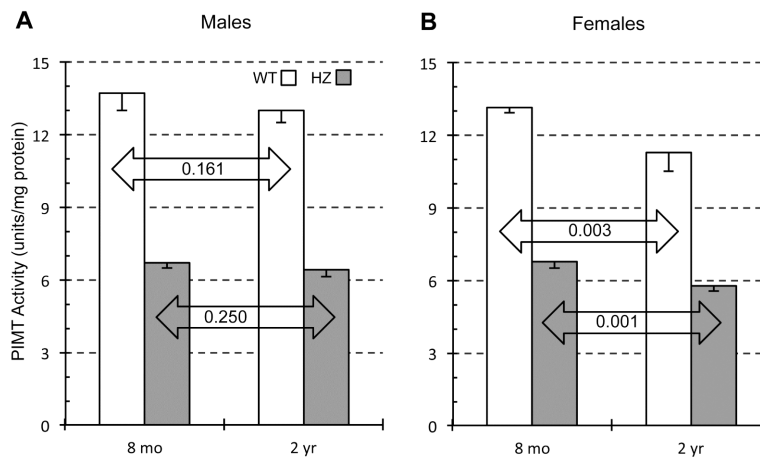 A Males
B Females
PIMT Activity (units/mg protein)
15
12
9
6
3
0
WT HZ
0.161
0.250
8 mo 2 yr
15
12
9
6
3
0
0.003
0.001
8 mo 2 yr